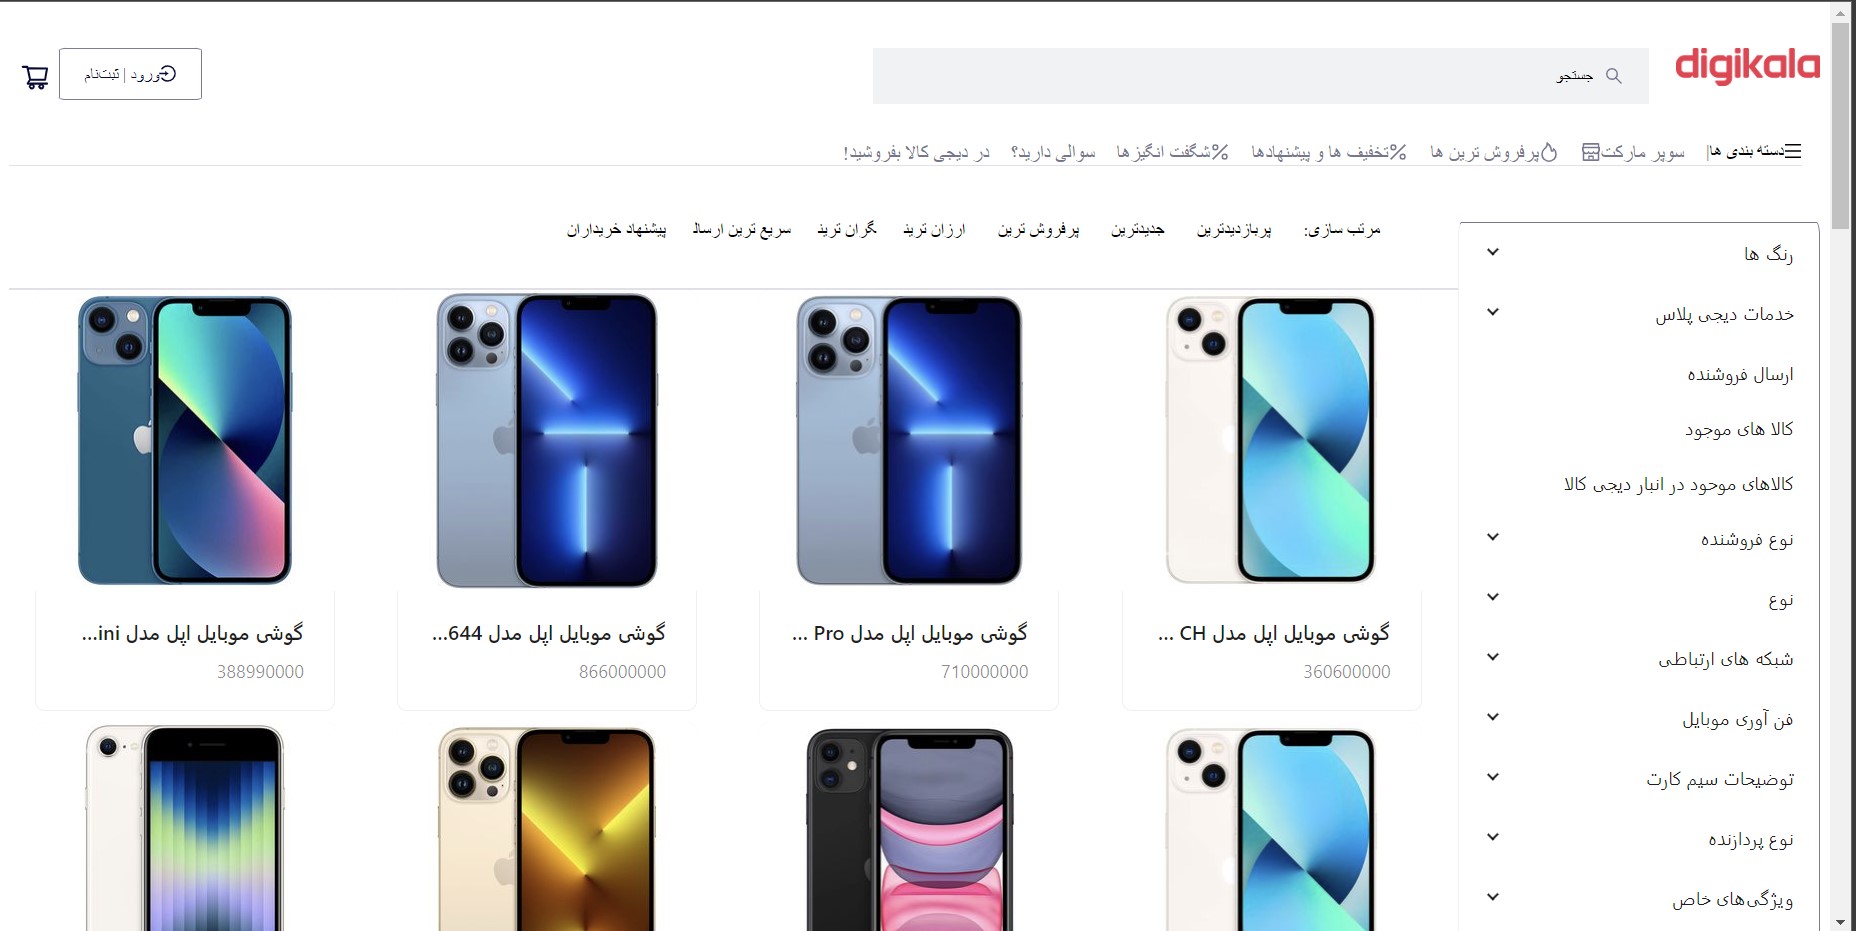 digikala
جستجو
ورود | ثبت‌نام
دسته بندی ها|
سوپر مارکت
پرفروش ترین ها
تخفیف ها و پیشنهادها
شگفت انگیزها
سوالی دارید؟
در دیجی کالا بفروشید!
رنگ ها
خدمات دیجی پلاس
ارسال فروشنده
کالا های موجود
کالاهای موحود در انبار دیجی کالا
نوع فروشنده
نوع
شبکه های ارتباطی
فن آوری موبایل
توضیحات سیم کارت
نوع پردازنده
ویژگی‌های خاص
مرتب سازی:
پربازدیدترین
جدیدترین
پرفروش ترین
ارزان ترین
گران ترین
سریع ترین ارسال
پیشنهاد خریداران
گوشی موبایل اپل مدل CH ...
360600000
گوشی موبایل اپل مدل Pro ...
710000000
گوشی موبایل اپل مدل 644...
866000000
گوشی موبایل اپل مدل ini...
388990000